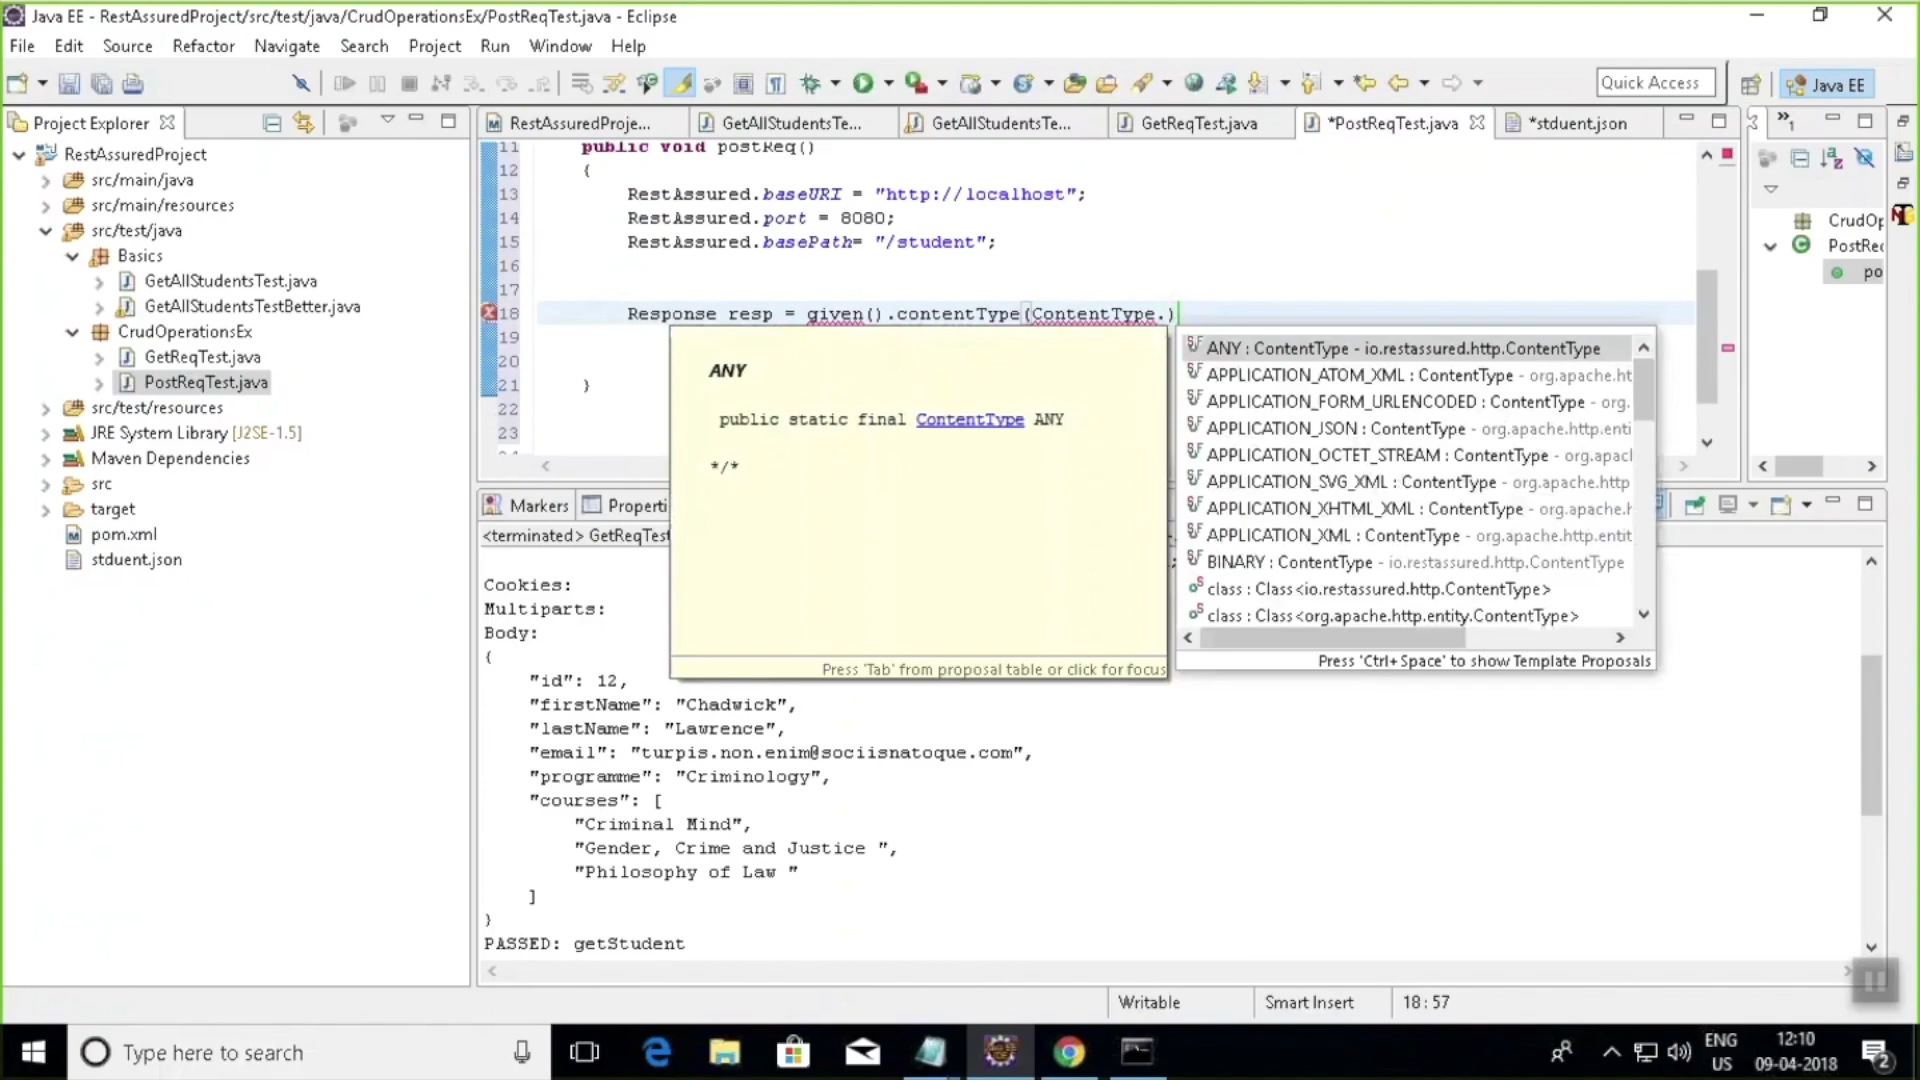 Java EE - RestAssuredProject/src/test/java/CrudOperationsEx/PostReqTest.java - Eclipse
File Edit Source Refactor Navigate Search Project Run Window Help
Quick Access
Java EE
Project Explorer
RestAssuredProje...
GetAllStudentsTe...
GetAllStudentsTe...
GetReqTest.java
*PostReqTest.java
*stduent.json
»1
RestAssuredProject
src/main/java
src/main/resources
src/test/java
Basics
GetAllStudentsTest.java
GetAllStudentsTestBetter.java
CrudOperationsEx
GetReqTest.java
PostReqTest.java
src/test/resources
JRE System Library [J2SE-1.5]
Maven Dependencies
src
target
pom.xml
stduent.json
11 public void postReq()
12 {
13 RestAssured.baseURI = "http://localhost";
14 RestAssured.port = 8080;
15 RestAssured.basePath= "/student";
16
17
18 Response resp = given().contentType(ContentType.)
19
20
21 }
22
23
CrudOp
PostRec
po
ANY
public static final ContentType ANY
*/*
Press 'Tab' from proposal table or click for focus
ANY : ContentType - io.restassured.http.ContentType
APPLICATION_ATOM_XML : ContentType - org.apache.ht
APPLICATION_FORM_URLENCODED : ContentType - org.
APPLICATION_JSON : ContentType - org.apache.http.enti
APPLICATION_OCTET_STREAM : ContentType - org.apacl
APPLICATION_SVG_XML : ContentType - org.apache.http
APPLICATION_XHTML_XML : ContentType - org.apache.h
APPLICATION_XML : ContentType - org.apache.http.entit
BINARY : ContentType - io.restassured.http.ContentType
class : Class<io.restassured.http.ContentType>
class : Class<org.apache.http.entity.ContentType>
Press 'Ctrl+Space' to show Template Proposals
Markers
Properti
<terminated> GetReqTest
Cookies:
Multiparts:
Body:
{
"id": 12,
"firstName": "Chadwick",
"lastName": "Lawrence",
"email": "turpis.non.enim@sociisnatoque.com",
"programme": "Criminology",
"courses": [
"Criminal Mind",
"Gender, Crime and Justice ",
"Philosophy of Law "
]
}
PASSED: getStudent
Writable
Smart Insert
18 : 57
Type here to search
ENG
US
12:10
09-04-2018
2